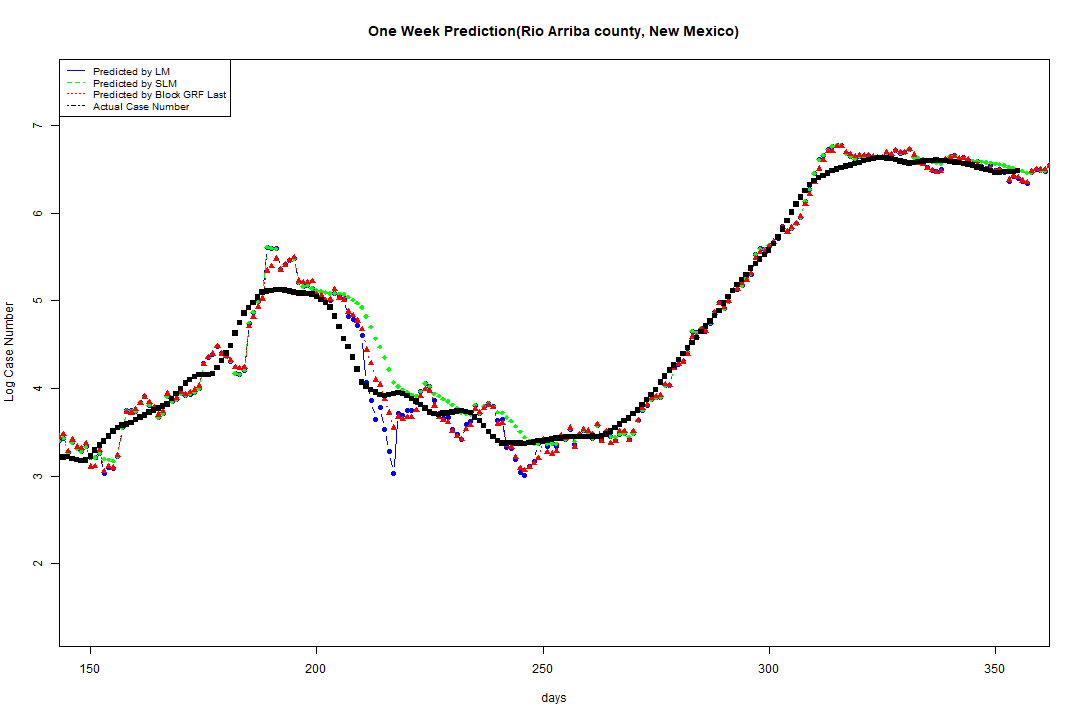 One Week Prediction(Rio Arriba county, New Mexico)
Predicted by LM
Predicted by SLM
Predicted by Block GRF Last
Actual Case Number
7
6
5
4
3
2
Log Case Number
150 200 250 300 350
days